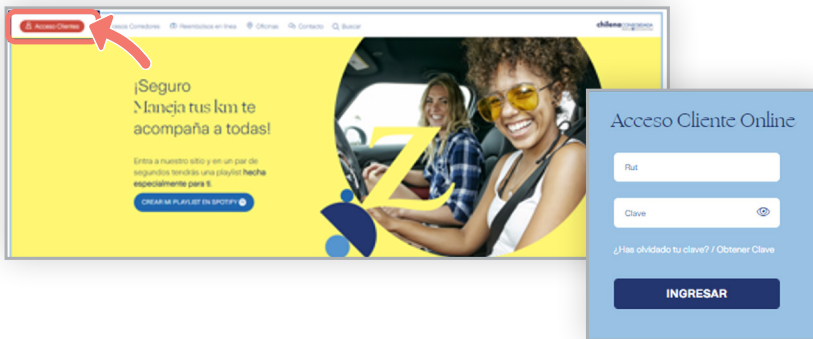 Acceso Clientes
Corredores
Reembolsos en línea
Oficinas
Contacto
Buscar
chilena CONSOLIDADA
¡Seguro
Maneja tus km te
acompaña a todas!
Entra a nuestro sitio y en un par de
segundos tendrás una playlist hecha
especialmente para ti.
CREAR MI PLAYLIST EN SPOTIFY
Z
Acceso Cliente Online
Rut
Clave
¿Has olvidado tu clave? / Obtener Clave
INGRESAR